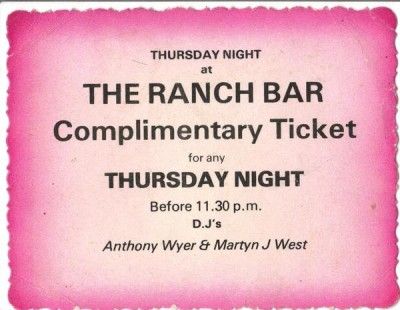 THURSDAY NIGHT
at
THE RANCH BAR
Complimentary Ticket
for any
THURSDAY NIGHT
Before 11.30 p.m.
D.J's
Anthony Wyer & Martyn J West